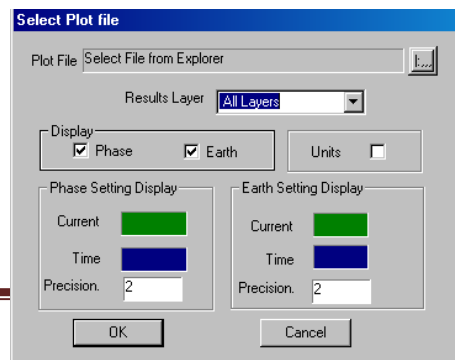 Select Plot file
Plot File Select File from Explorer
Results Layer All Layers
Display
Phase Earth Units
Phase Setting Display Earth Setting Display
Current Current
Time Time
Precision. 2 Precision. 2
OK Cancel